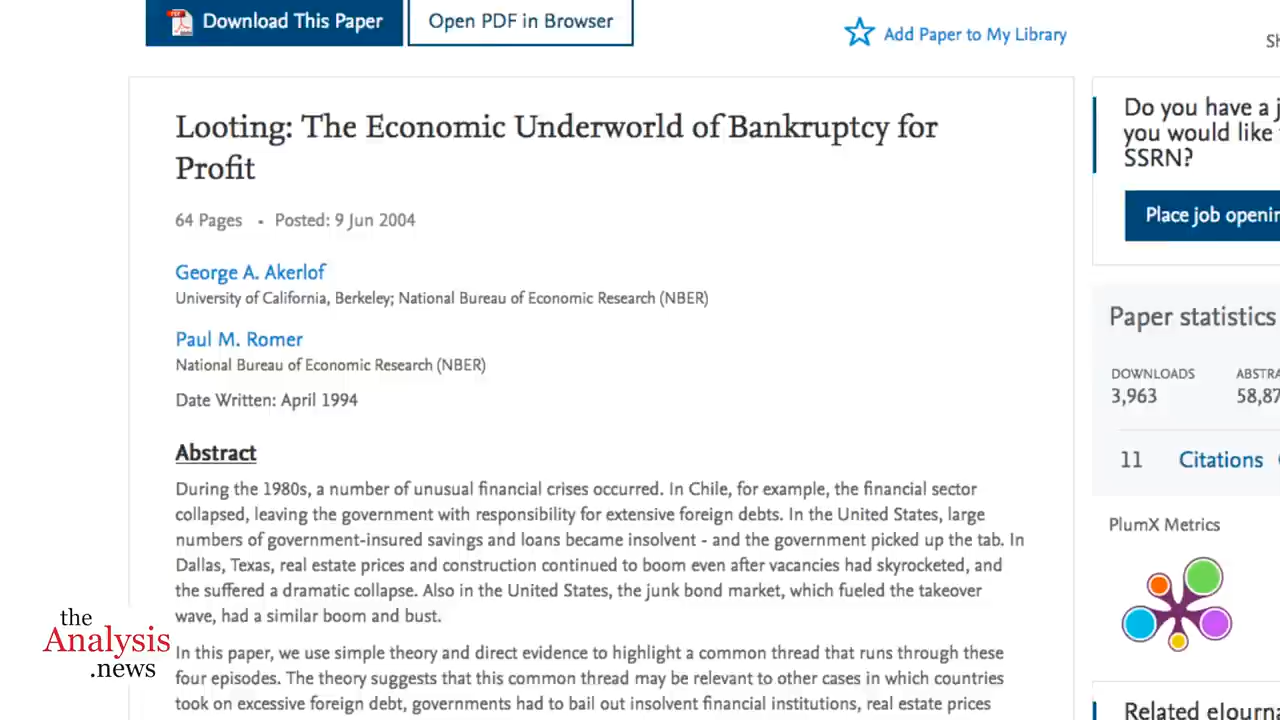 Download This Paper
Open PDF in Browser
Add Paper to My Library
Looting: The Economic Underworld of Bankruptcy for
Profit
64 Pages • Posted: 9 Jun 2004
George A. Akerlof
University of California, Berkeley; National Bureau of Economic Research (NBER)
Paul M. Romer
National Bureau of Economic Research (NBER)
Date Written: April 1994
Abstract
During the 1980s, a number of unusual financial crises occurred. In Chile, for example, the financial sector
collapsed, leaving the government with responsibility for extensive foreign debts. In the United States, large
numbers of government-insured savings and loans became insolvent - and the government picked up the tab. In
Dallas, Texas, real estate prices and construction continued to boom even after vacancies had skyrocketed, and
the suffered a dramatic collapse. Also in the United States, the junk bond market, which fueled the takeover
wave, had a similar boom and bust.
In this paper, we use simple theory and direct evidence to highlight a common thread that runs through these
four episodes. The theory suggests that this common thread may be relevant to other cases in which countries
took on excessive foreign debt, governments had to bail out insolvent financial institutions, real estate prices
the
Analysis
.news
Do you have a
you would like
SSRN?
Place job
Paper statistics
DOWNLOADS
3,963
58,87
11 Citations
PlumX Metrics
Related